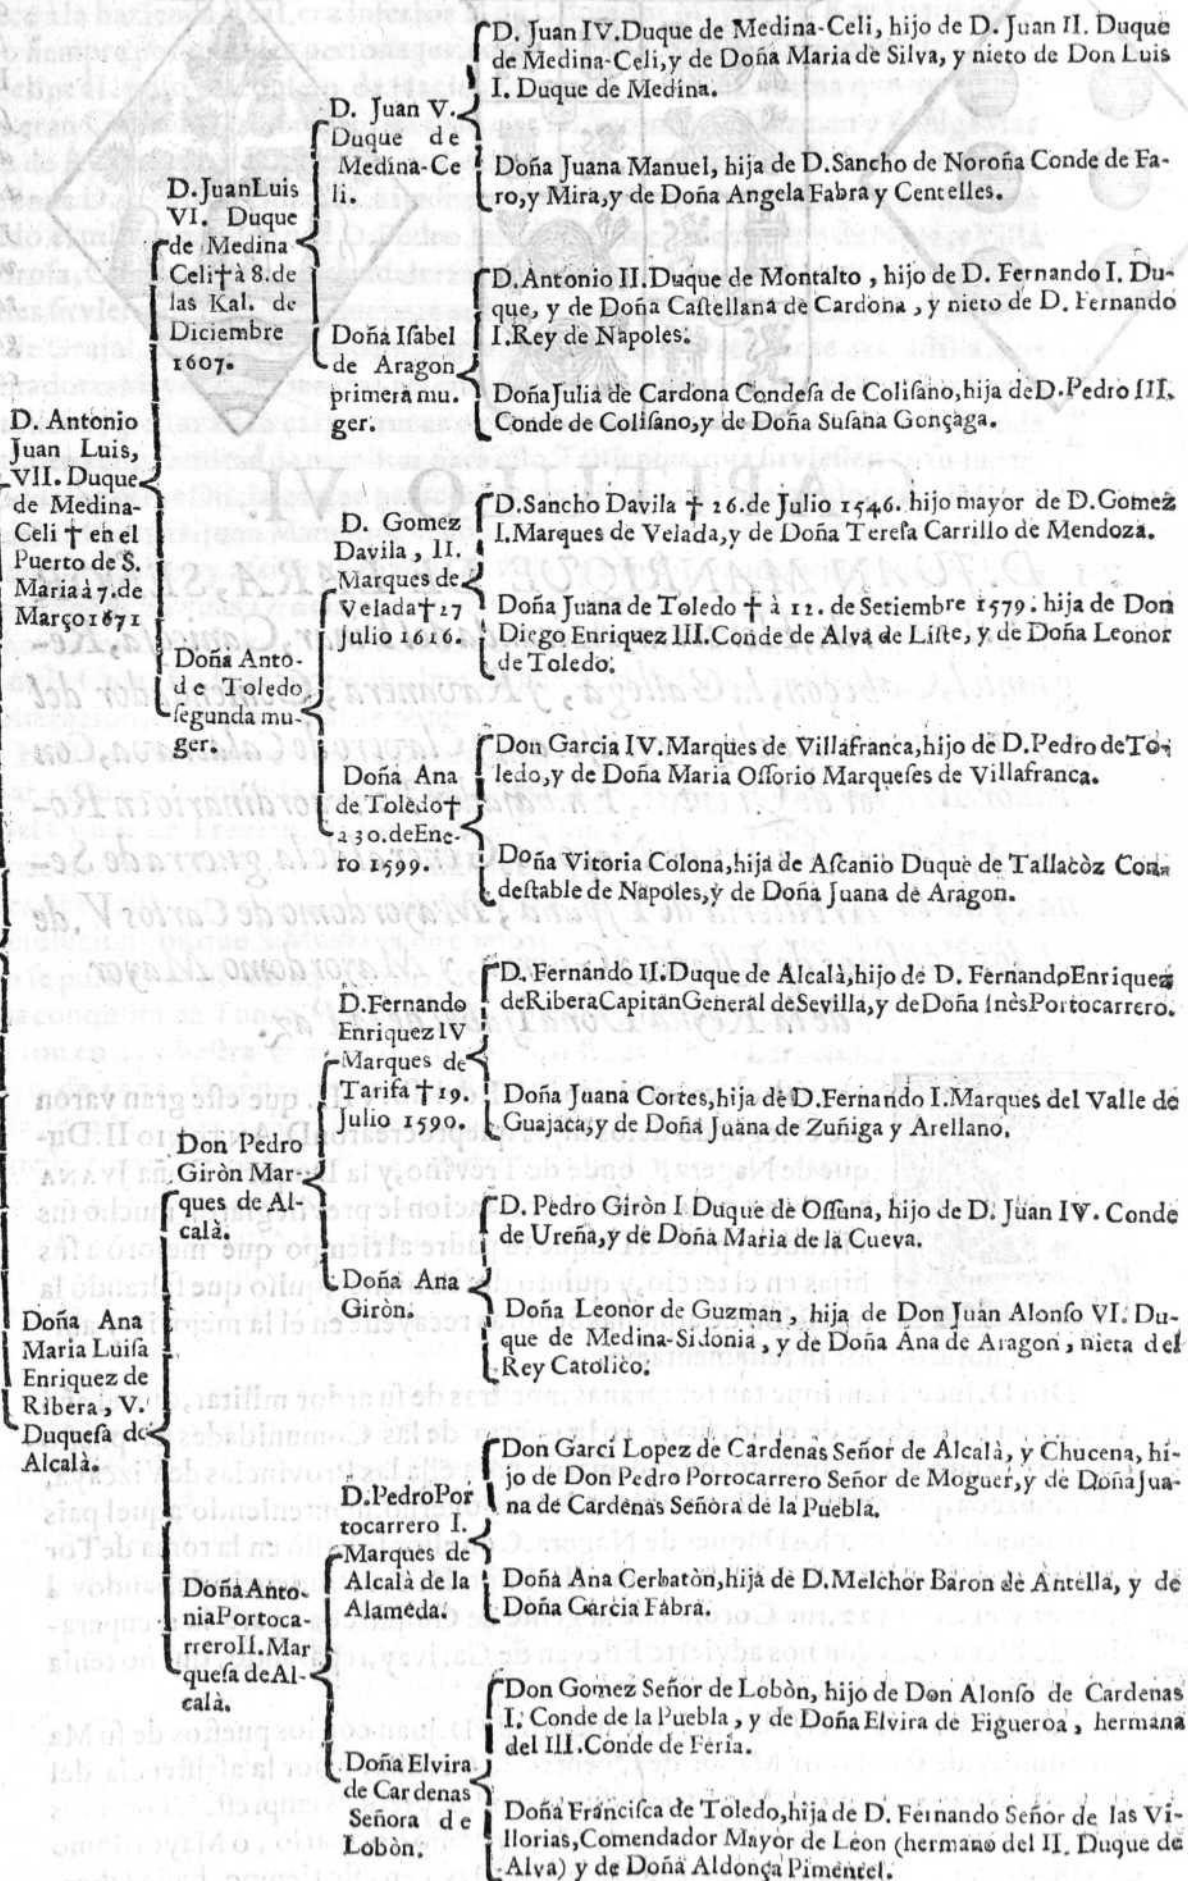 D. Antonio
Juan Luis,
VII. Duque
de Medina-
Celi † en el
Puerto de S.
Maria à 7. de
Março 1671
D. Juan Luis
VI. Duque
de Medina
Celi † à 8. de
las Kal. de
Diciembre
1607.
D. Juan V.
Duque de
Medina-Ce
li.
D. Juan IV. Duque de Medina-Celi, hijo de D. Juan II. Duque
de Medina-Celi, y de Doña Maria de Silva, y nieto de Don Luis
I. Duque de Medina.
Doña Juana Manuel, hija de D. Sancho de Noroña Conde de Fa-
ro, y Mira, y de Doña Angela Fabra y Centelles.
Doña Iſabel
de Aragon
primera mu.
ger.
D. Antonio II. Duque de Montalto, hijo de D. Fernando I. Du-
que, y de Doña Caſtellana de Cardona, y nieto de D. Fernando
I. Rey de Napoles.
Doña Julia de Cardona Condeſa de Coliſano, hija de D. Pedro III.
Conde de Coliſano, y de Doña Suſana Gonçaga.
Doña Anto-
de Toledo
ſegunda mu-
ger.
D. Gomez
Davila, II.
Marques de
Velada † 27
Julio 1616.
D. Sancho Davila † 26. de Julio 1546. hijo mayor de D. Gomez
I. Marques de Velada, y de Doña Tereſa Carrillo de Mendoza.
Doña Juana de Toledo † à 12. de Setiembre 1579. hija de Don
Diego Enriquez III. Conde de Alva de Liſte, y de Doña Leonor
de Toledo.
Doña Ana
de Toledo †
a 30. de Ene-
ro 1599.
Don Garcia IV. Marques de Villafranca, hijo de D. Pedro de To-
ledo, y de Doña Maria Oſſorio Marqueſes de Villafranca.
Doña Vitoria Colona, hija de Aſcanio Duque de Tallacòz Con-
deſtable de Napoles, y de Doña Juana de Aragon.
Doña Ana
Maria Luiſa
Enriquez de
Ribera, V.
Duqueſa de
Alcalà.
Don Pedro
Giròn Mar-
ques de Al-
calà.
D. Fernando
Enriquez IV
Marques de
Tarifa † 19.
Julio 1590.
D. Fernando II. Duque de Alcalà, hijo de D. Fernando Enriquez
de Ribera Capitan General de Sevilla, y de Doña Inès Portocarrero.
Doña Juana Cortes, hija de D. Fernando I. Marques del Valle de
Guajaca, y de Doña Juana de Zuñiga y Arellano.
Doña Ana
Giròn.
D. Pedro Giròn I. Duque de Oſſuna, hijo de D. Juan IV. Conde
de Ureña, y de Doña Maria de la Cueva.
Doña Leonor de Guzman, hija de Don Juan Alonſo VI. Du-
que de Medina-Sidonia, y de Doña Ana de Aragon, nieta del
Rey Catolico.
Doña Anto-
nia Portoca-
rrero II. Mar
queſa de Al-
calà.
D. Pedro Por
tocarrero I.
Marques de
Alcalà de la
Alameda.
Don Garci Lopez de Cardenas Señor de Alcalà, y Chucena, hi-
jo de Don Pedro Portocarrero Señor de Moguer, y de Doña Jua-
na de Cardenas Señora de la Puebla.
Doña Ana Cerbatòn, hija de D. Melchor Baron de Antella, y de
Doña Garcia Fabra.
Doña Elvira
de Cardenas
Señora de
Lobòn.
Don Gomez Señor de Lobòn, hijo de Don Alonſo de Cardenas
I. Conde de la Puebla, y de Doña Elvira de Figueroa, hermana
del III. Conde de Feria.
Doña Franciſca de Toledo, hija de D. Fernando Señor de las Vi-
llorias, Comendador Mayor de Leon (hermano del II. Duque de
Alva) y de Doña Aldonça Pimentel.